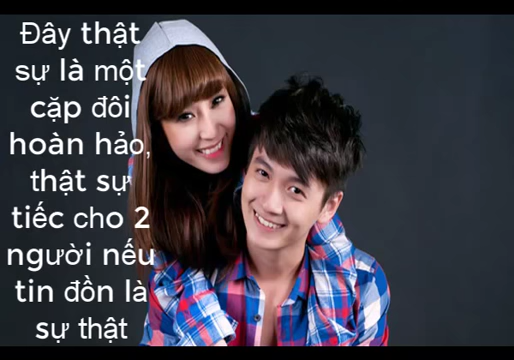 Đây thật
sự là một
cặp đôi
hoàn hảo,
thật sự
tiếc cho 2
người nếu
tin đồn là
sự thật